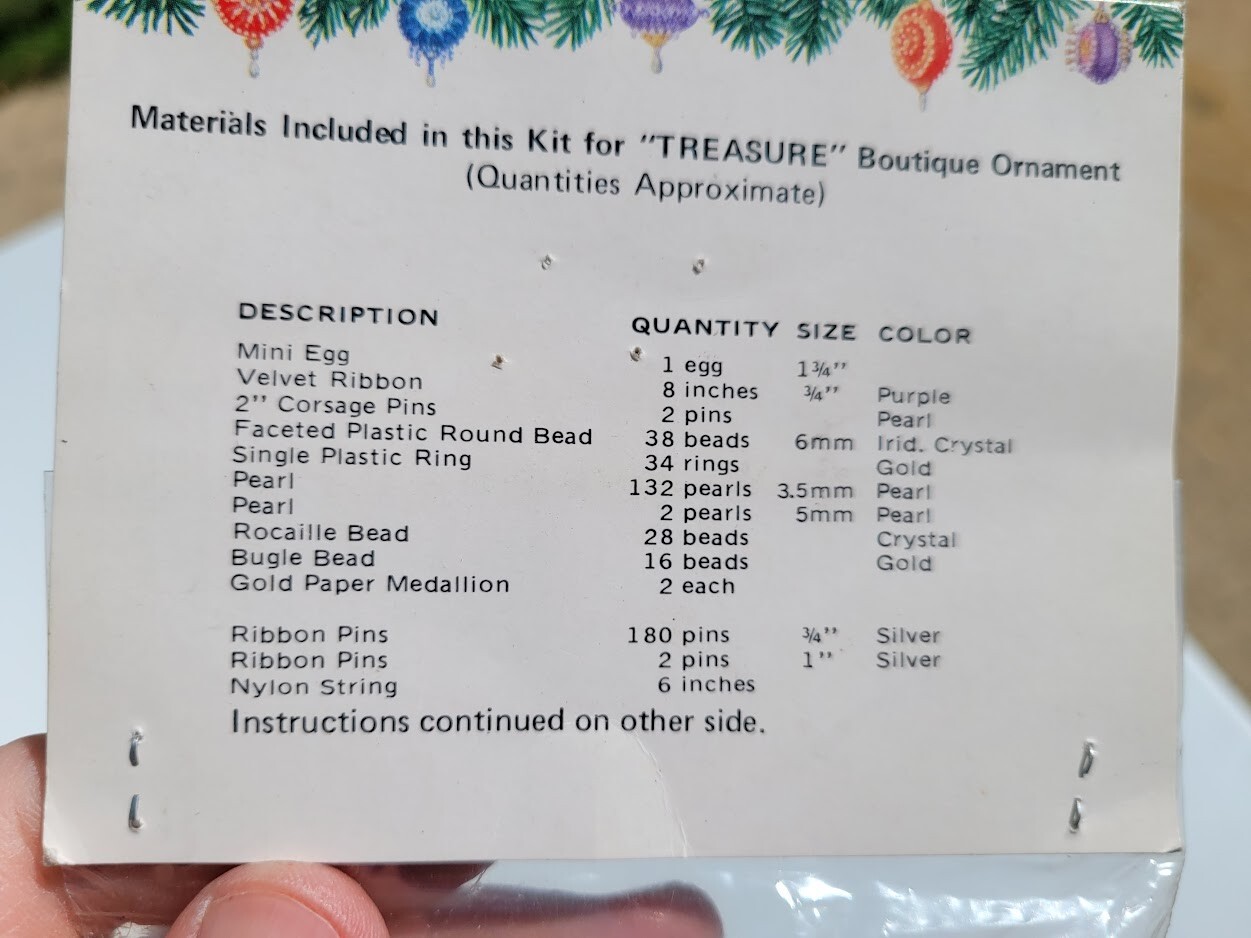 Materials Included in this Kit for "TREASURE" Boutique Ornament
(Quantities Approximate)
DESCRIPTION QUANTITY SIZE COLOR
Mini Egg 1 egg 1 3/4"
Velvet Ribbon 8 inches 3/4" Purple
2" Corsage Pins 2 pins Pearl
Faceted Plastic Round Bead 38 beads 6mm Irid. Crystal
Single Plastic Ring 34 rings Gold
Pearl 132 pearls 3.5mm Pearl
Pearl 2 pearls 5mm Pearl
Rocaille Bead 28 beads Crystal
Bugle Bead 16 beads Gold
Gold Paper Medallion 2 each
Ribbon Pins 180 pins 3/4" Silver
Ribbon Pins 2 pins 1" Silver
Nylon String 6 inches
Instructions continued on other side.